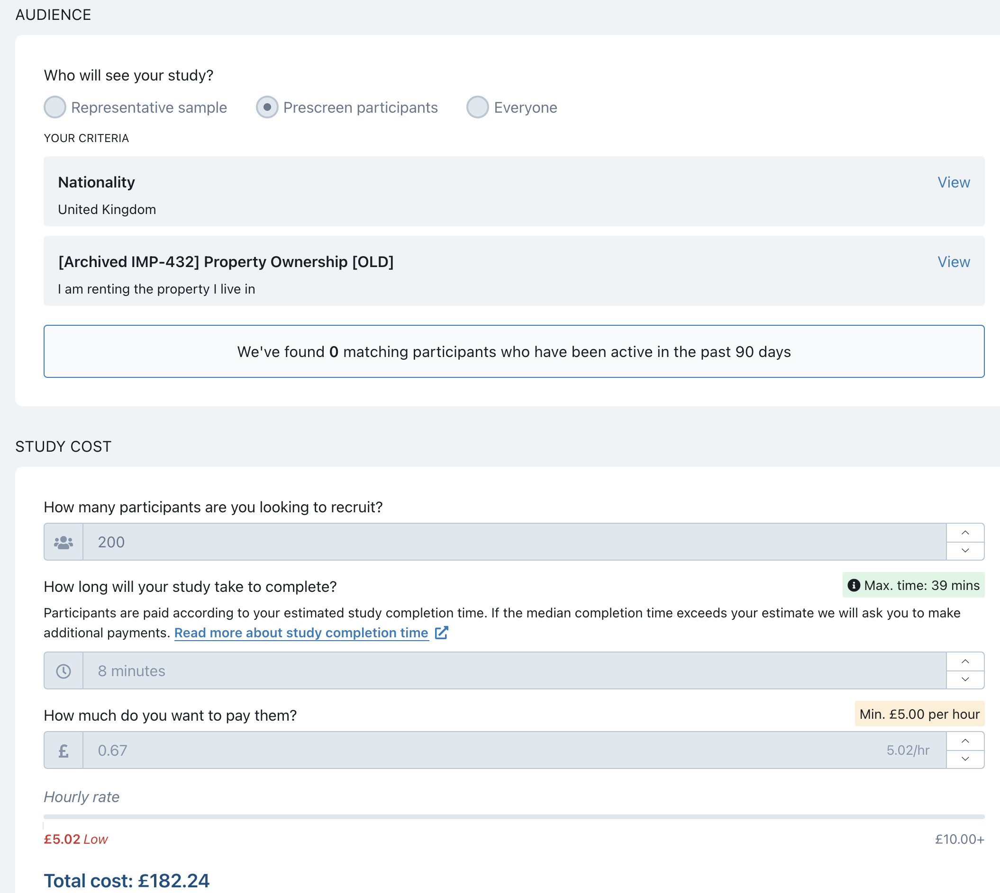 AUDIENCE
Who will see your study?
Representative sample Prescreen participants Everyone
YOUR CRITERIA
Nationality View
United Kingdom
[Archived IMP-432] Property Ownership [OLD] View
I am renting the property I live in
We've found 0 matching participants who have been active in the past 90 days
STUDY COST
How many participants are you looking to recruit?
200
How long will your study take to complete? Max. time: 39 mins
Participants are paid according to your estimated study completion time. If the median completion time exceeds your estimate we will ask you to make
additional payments. Read more about study completion time
8 minutes
How much do you want to pay them? Min. £5.00 per hour
£ 0.67 5.02/hr
Hourly rate
£5.02 Low £10.00+
Total cost: £182.24